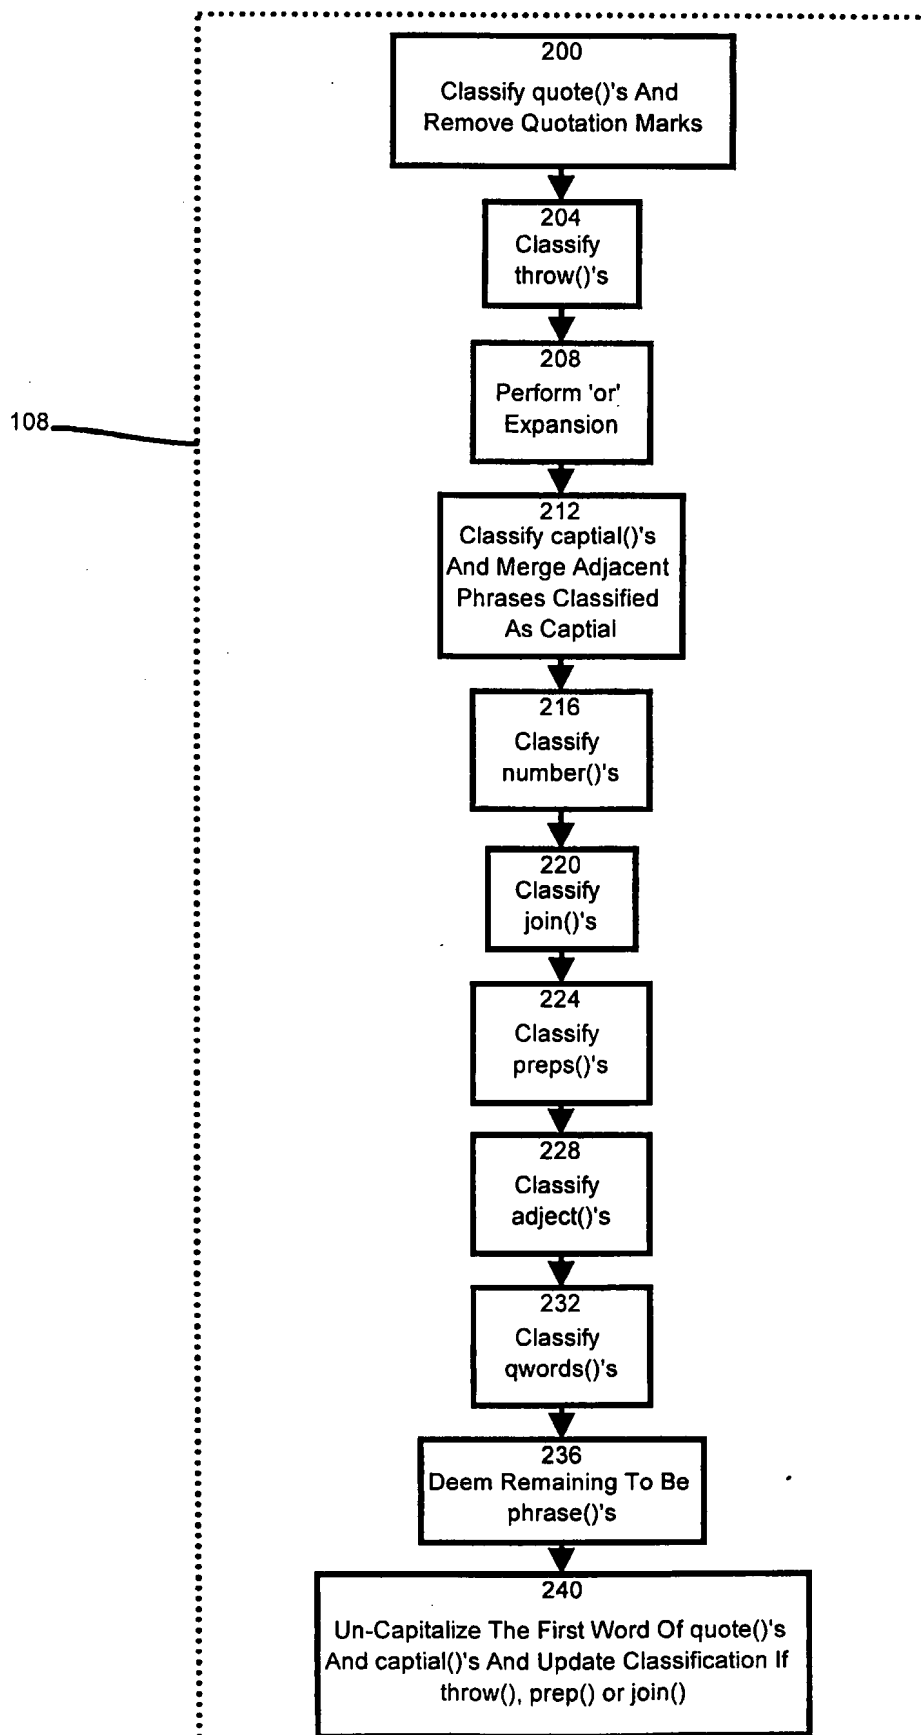 200
Classify quote()'s And
Remove Quotation Marks
204
Classify
throw()'s
208
Perform 'or'
Expansion
108
212
Classify captial()'s
And Merge Adjacent
Phrases Classified
As Captial
216
Classify
number()'s
220
Classify
join()'s
224
Classify
preps()'s
228
Classify
adject()'s
232
Classify
qwords()'s
236
Deem Remaining To Be
phrase()'s
240
Un-Capitalize The First Word Of quote()'s
And captial()'s And Update Classification If
throw(), prep() or join()